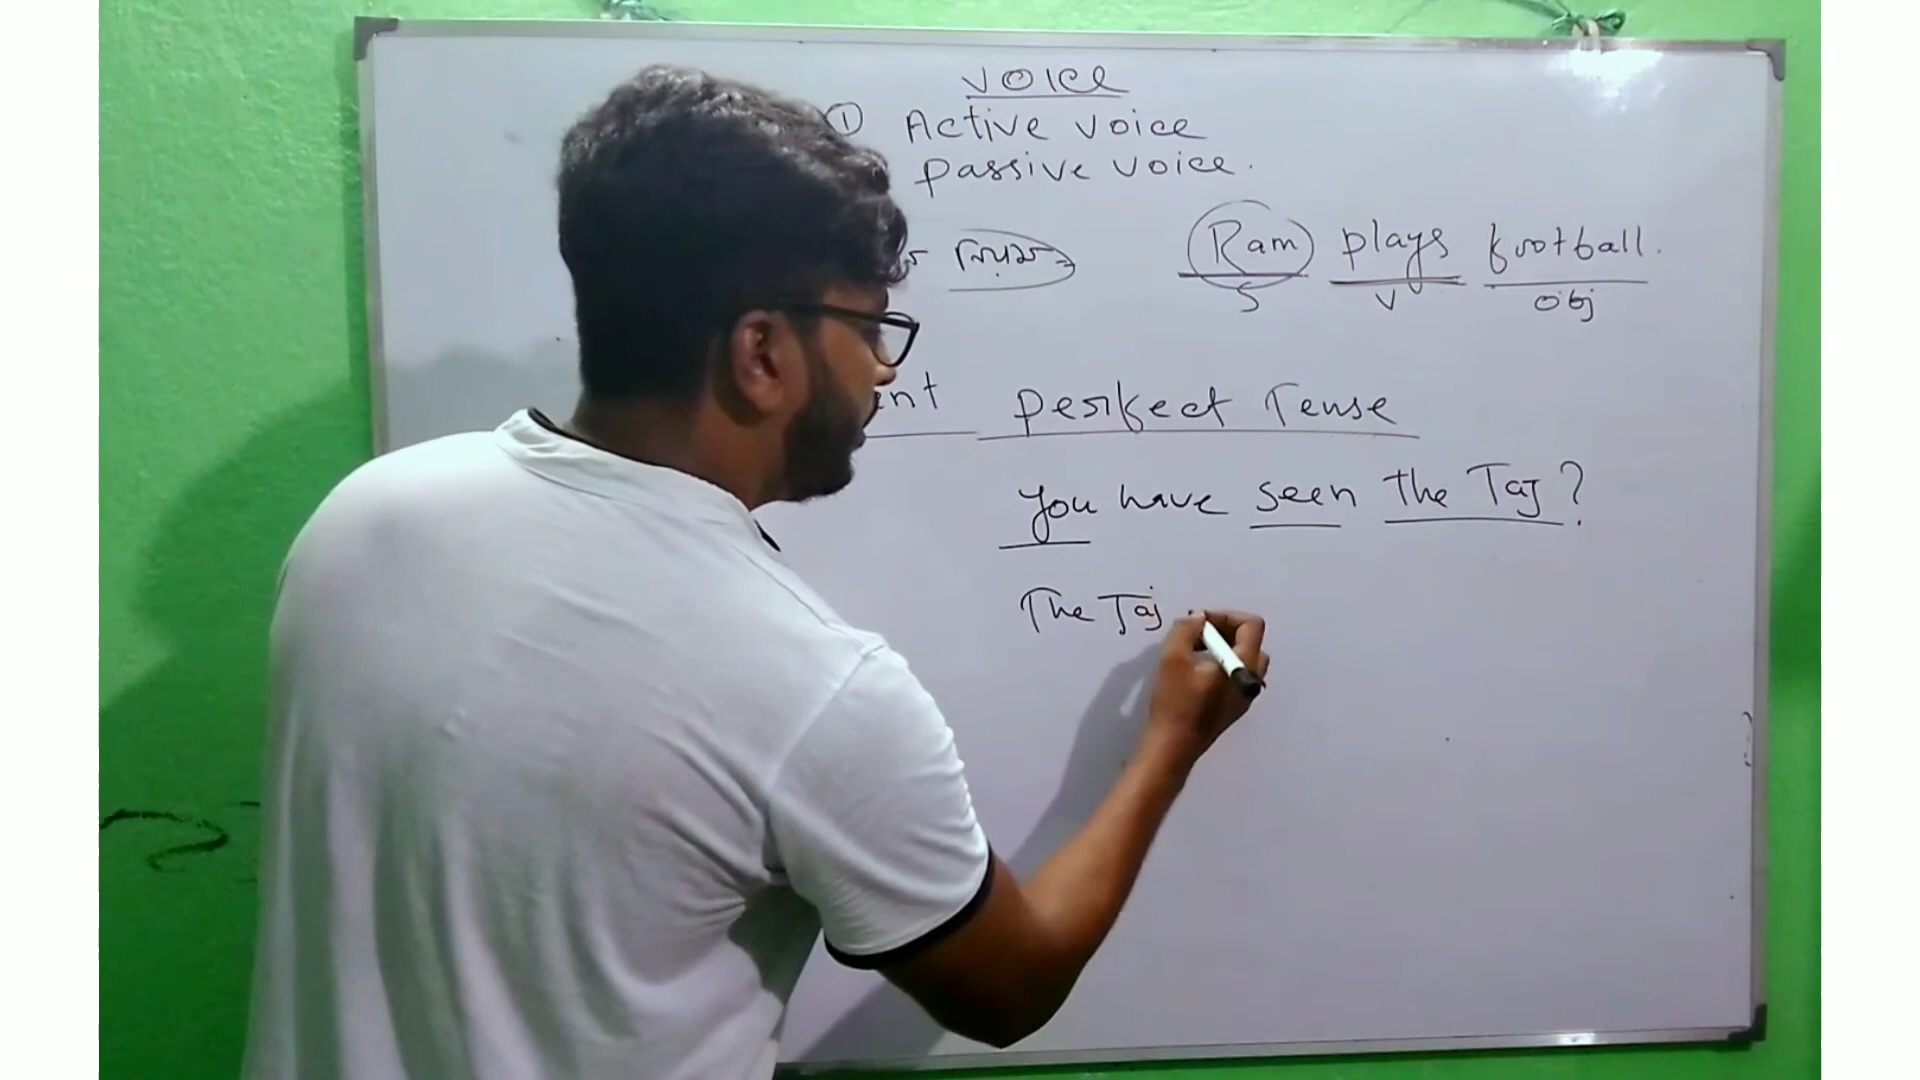 VOICE
① Active voice
passive voice.
Ram plays football.
S V obj
perfect Tense
You have seen the Taj?
The Taj